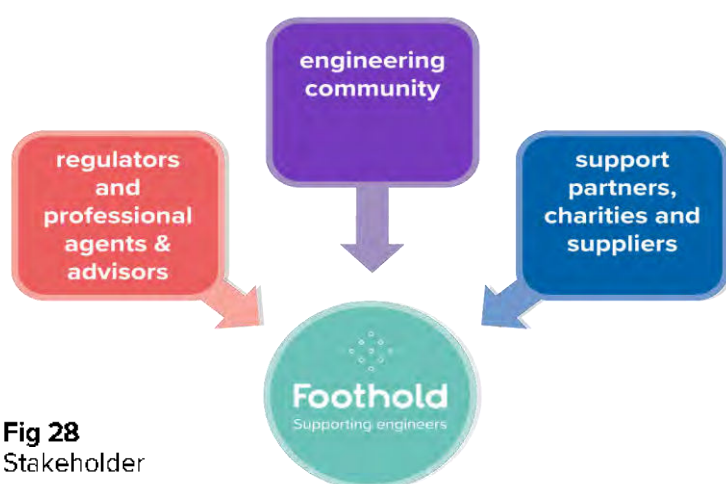 engineering
community
regulators
and
professional
agents &
advisors
support
partners,
charities and
suppliers
Foothold
Supporting engineers
Fig 28
Stakeholder